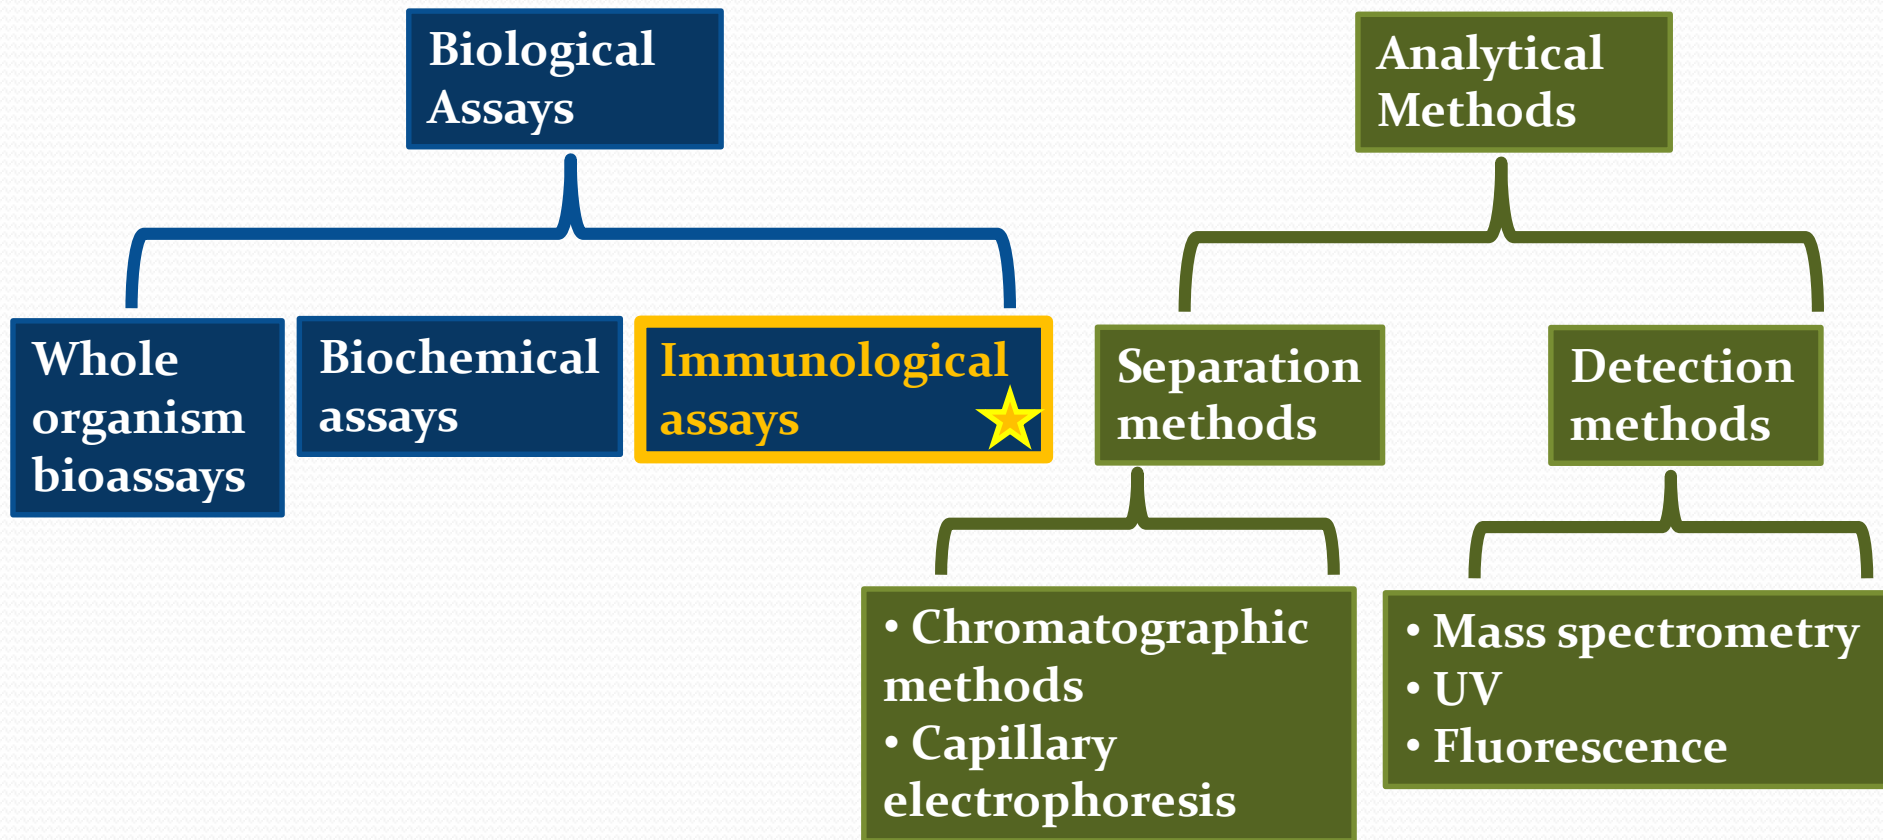 Biological
Assays
Analytical
Methods
Whole
organism
bioassays
Biochemical
assays
Immunological
assays
Separation
methods
Detection
methods
• Chromatographic
methods
• Capillary
electrophoresis
• Mass spectrometry
• UV
• Fluorescence